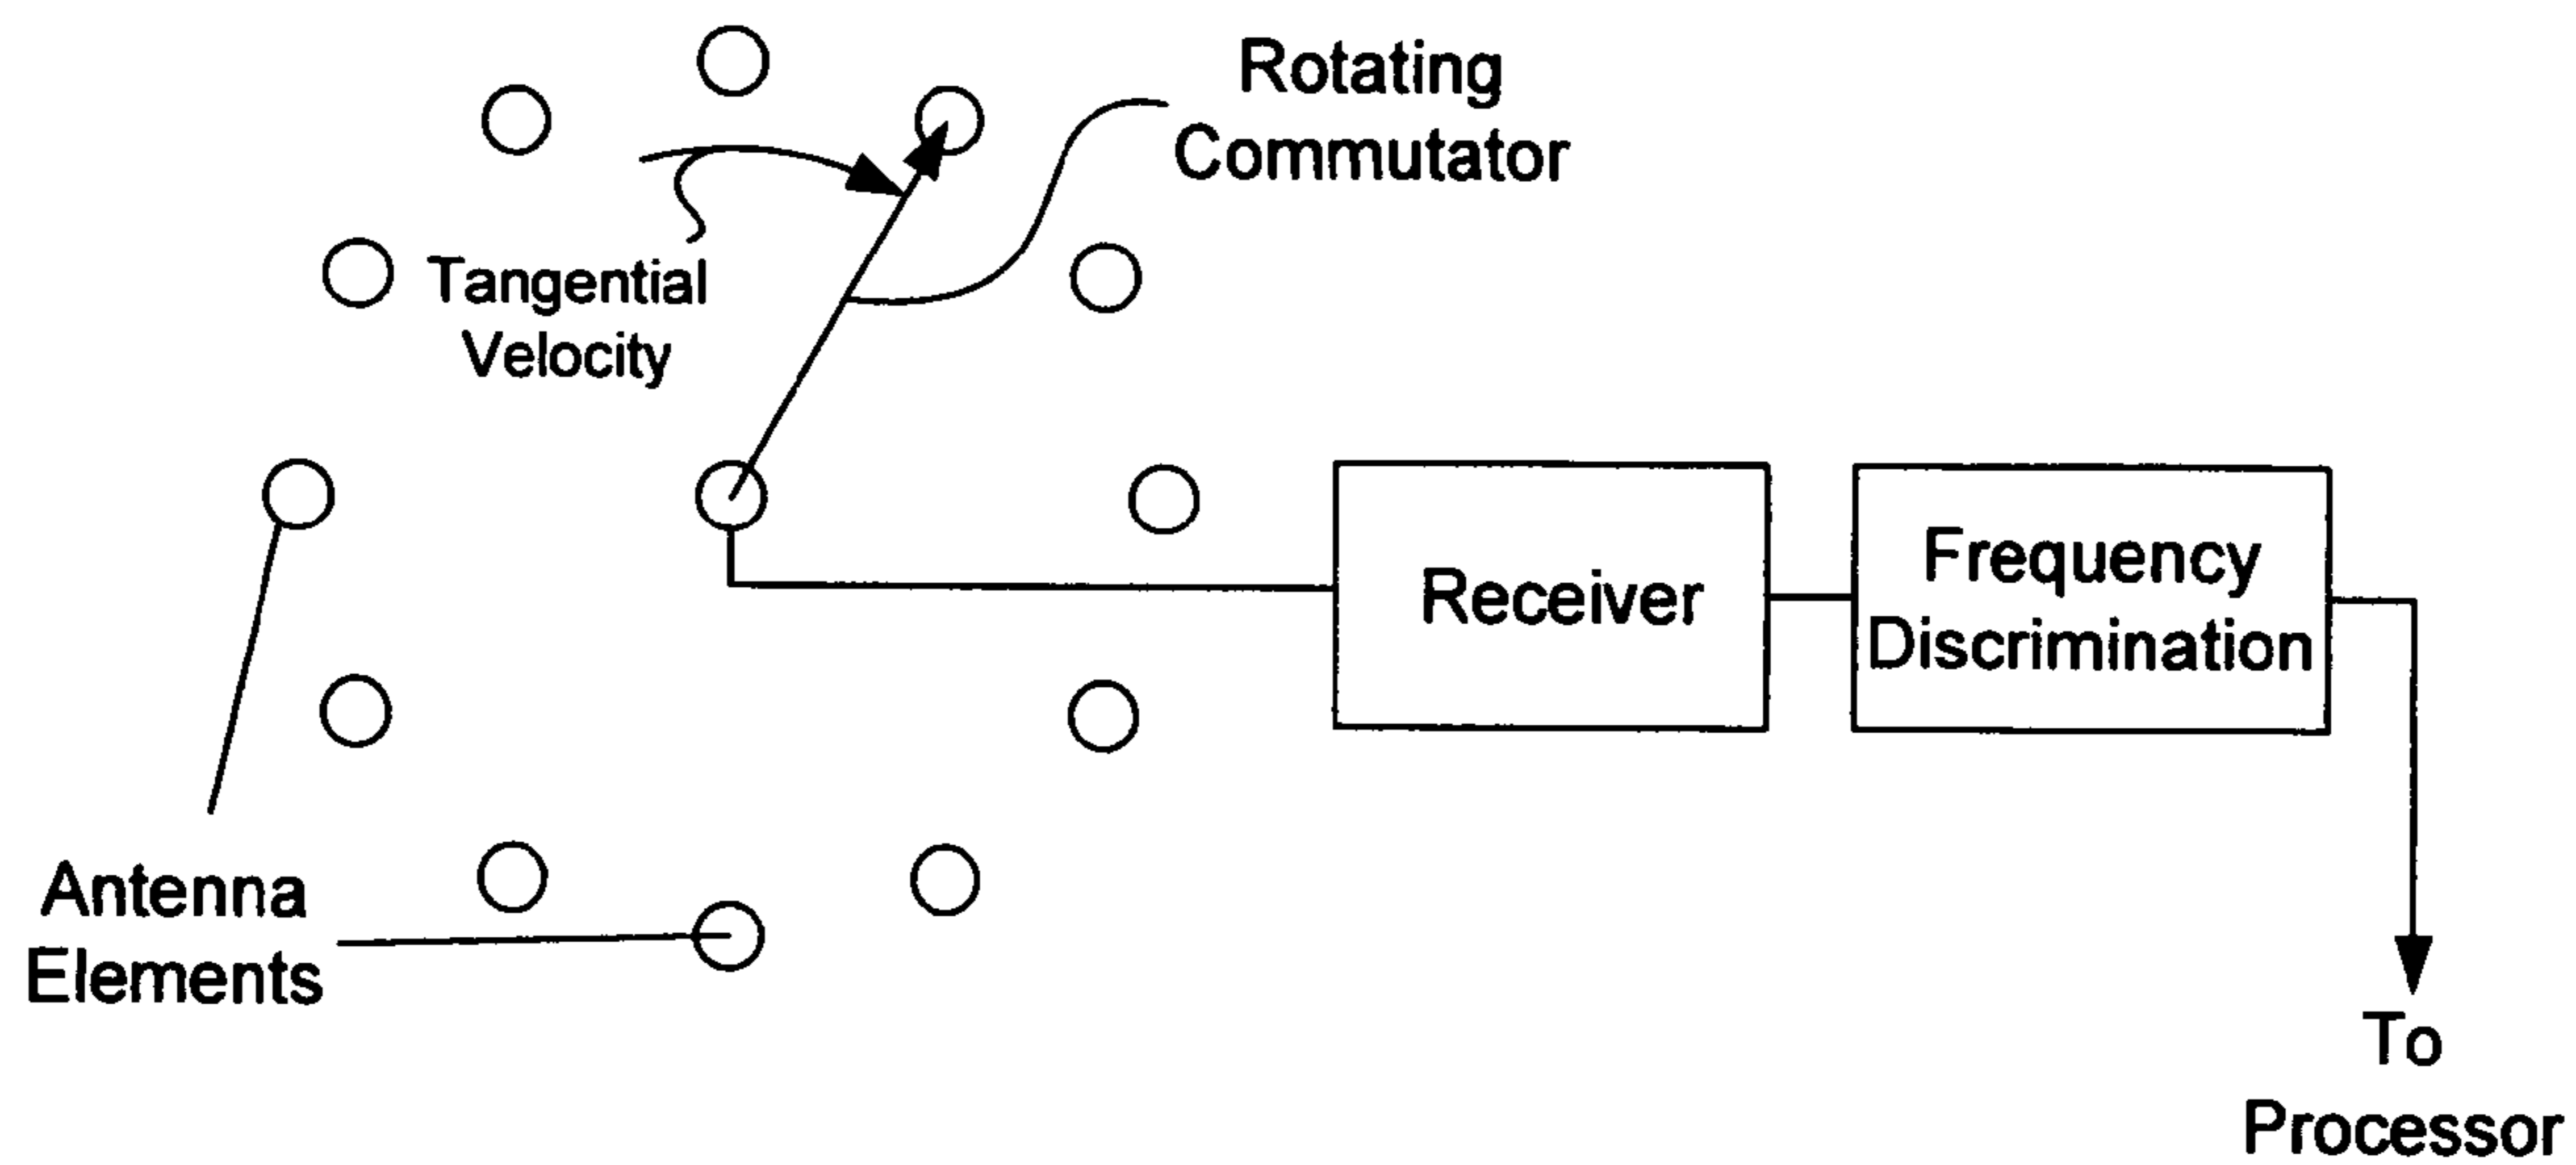 Rotating
Commutator
Tangential
Velocity
Receiver
Frequency
Discrimination
Antenna
Elements
To
Processor